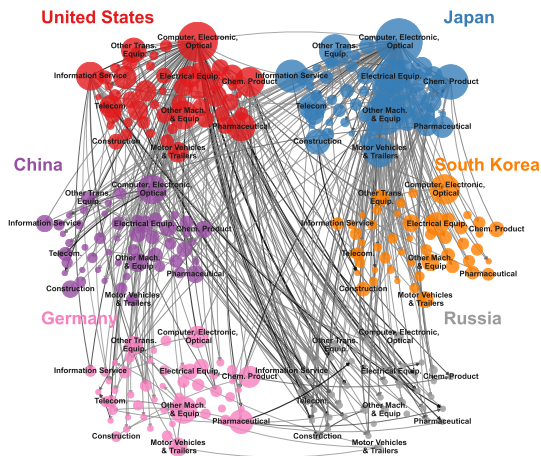 United States
Computer, Electronic,
Optical
Other Trans.
Equip.
Information Service
Electrical Equip.
Chem. Product
Telecom.
Other Mach.
& Equip
Pharmaceutical
Construction
Motor Vehicles
& Trailers
Japan
Computer, Electronic,
Optical
Other Trans.
Equip.
Information Service
Electrical Equip.
Chem. Product
Telecom.
Other Mach.
& Equip
Pharmaceutical
Construction
Motor Vehicles
& Trailers
China
Computer, Electronic,
Optical
Other Trans.
Equip.
Information Service
Electrical Equip.
Chem. Product
Telecom.
Other Mach.
& Equip
Pharmaceutical
Construction
Motor Vehicles
& Trailers
South Korea
Computer, Electronic,
Optical
Other Trans.
Equip.
Information Service
Electrical Equip.
Chem. Product
Telecom.
Other Mach.
& Equip
Pharmaceutical
Construction
Motor Vehicles
& Trailers
Germany
Computer, Electronic,
Optical
Other Trans.
Equip.
Information Service
Electrical Equip.
Chem. Product
Telecom.
Other Mach.
& Equip
Pharmaceutical
Construction
Motor Vehicles
& Trailers
Russia
Computer, Electronic,
Optical
Other Trans.
Equip.
Information Service
Electrical Equip.
Chem. Product
Telecom.
Other Mach.
& Equip
Pharmaceutical
Construction
Motor Vehicles
& Trailers